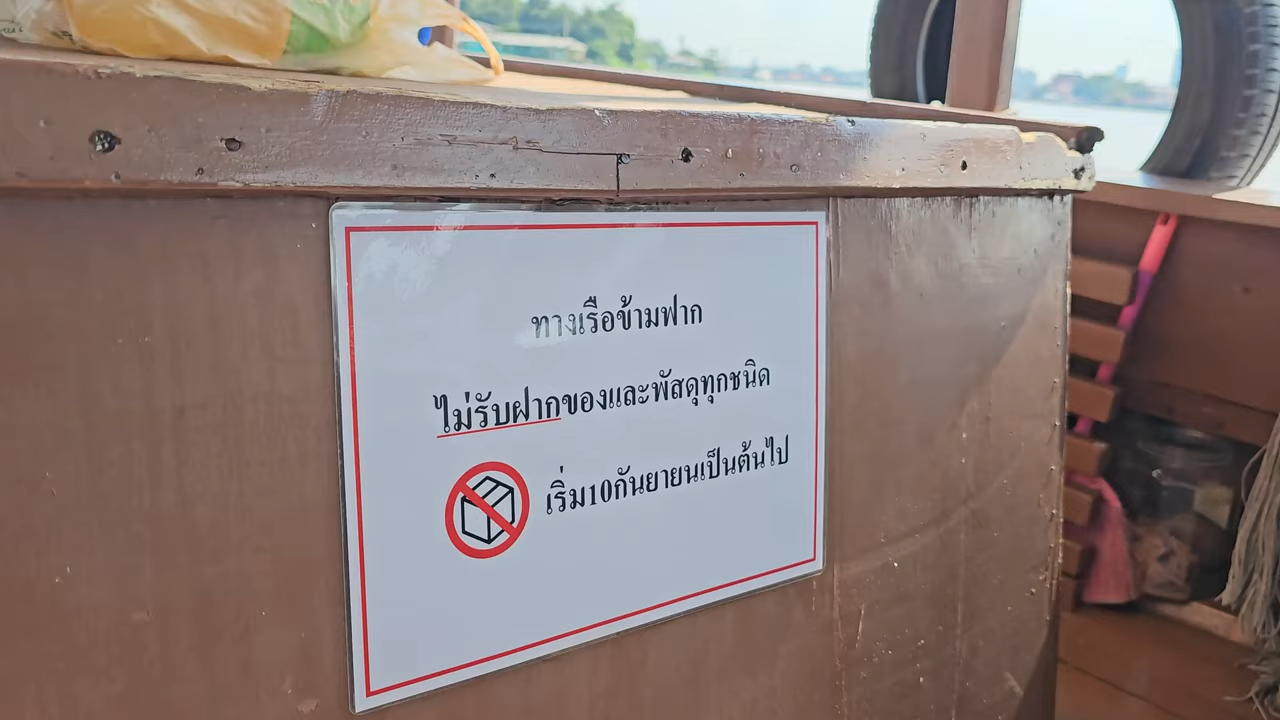 ทางเรือข้ามฟาก
ไม่รับฝากของและพัสดุทุกชนิด
เริ่ม10กันยายนเป็นต้นไป